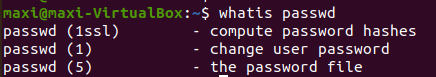 maxi@maxi-VirtualBox:~$ whatis passwd
passwd (1ssl)        - compute password hashes
passwd (1)           - change user password
passwd (5)           - the password file